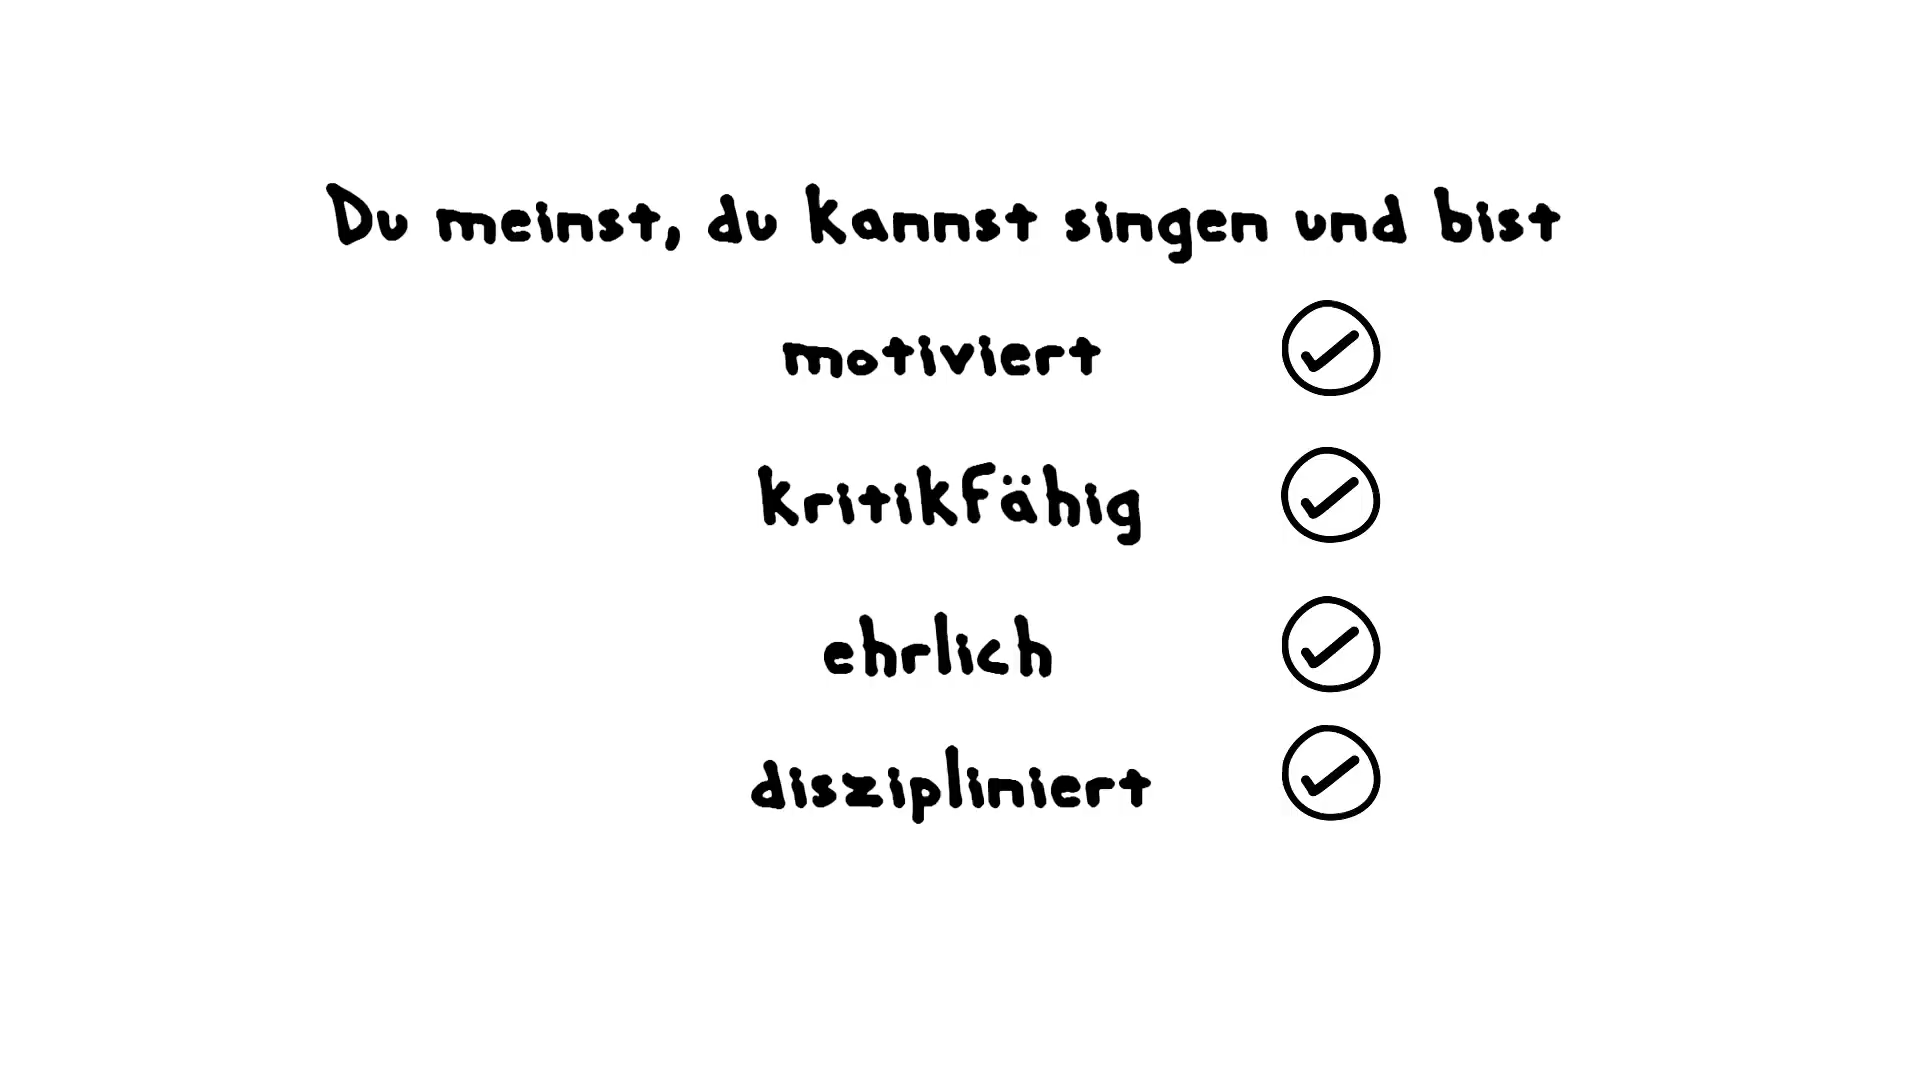 Du meinst, du kannst singen und bist
motiviert
kritikfähig
ehrlich
diszipliniert